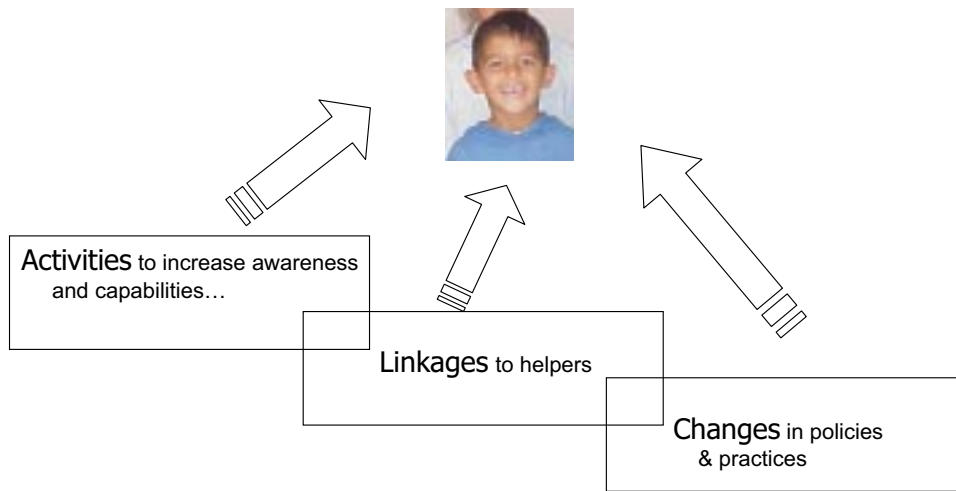 Activities to increase awareness
and capabilities…
Linkages to helpers
Changes in policies
& practices